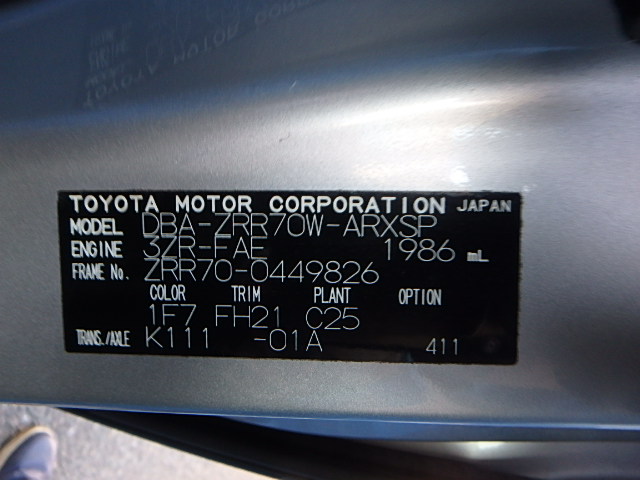 TOYOTA MOTOR CORPORATION JAPAN
MODEL DBA-ZRR70W-ARXSP
ENGINE 3ZR-FAE 1986 mL
FRAME No. ZRR70-0449826
COLOR TRIM PLANT OPTION
1F7 FH21 C25
TRANS./AXLE K111 -01A 411